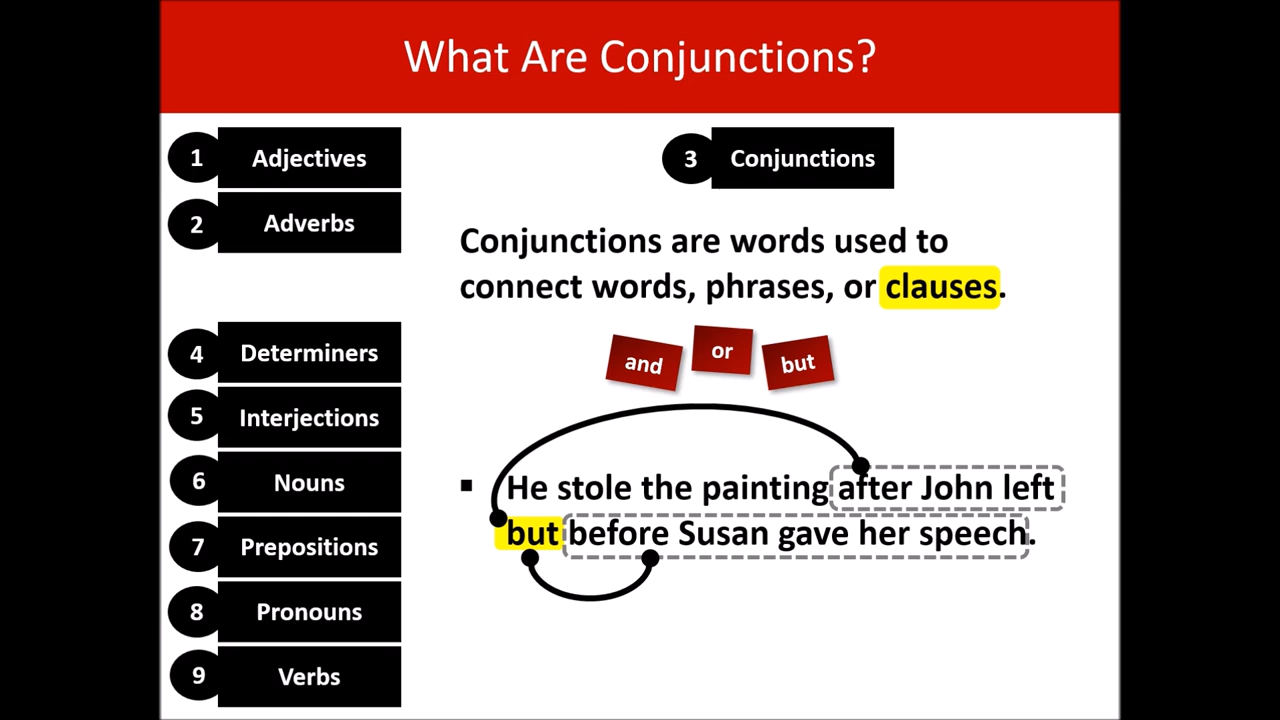 What Are Conjunctions?
1 Adjectives
2 Adverbs
4 Determiners
5 Interjections
6 Nouns
7 Prepositions
8 Pronouns
9 Verbs
3 Conjunctions
Conjunctions are words used to
connect words, phrases, or clauses.
and or but
▪ He stole the painting after John left
but before Susan gave her speech.